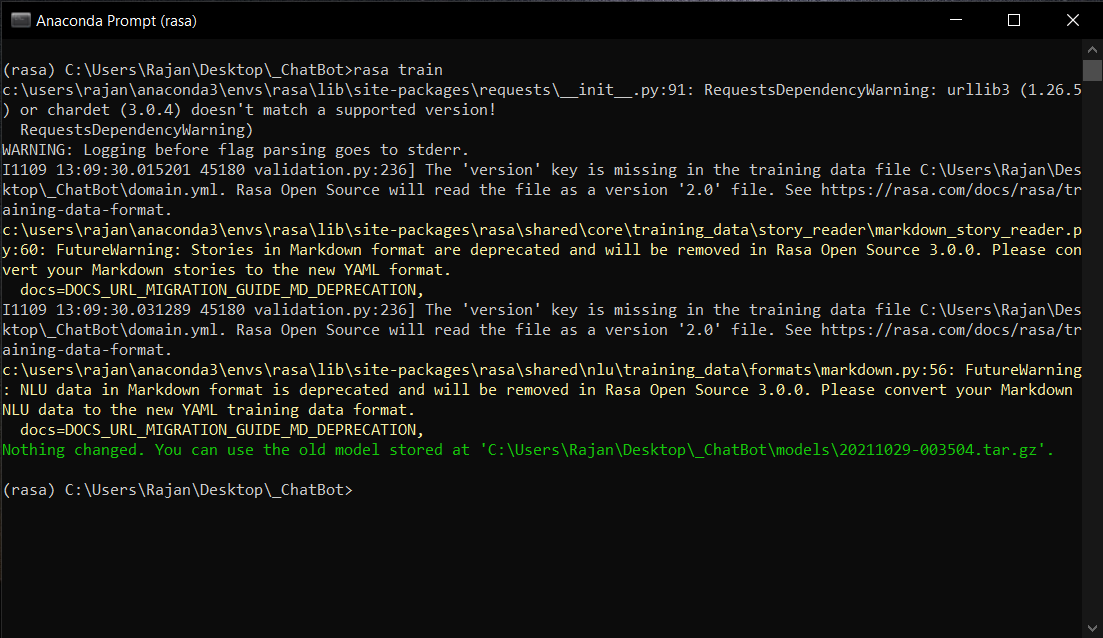 Anaconda Prompt (rasa)
(rasa) C:\Users\Rajan\Desktop\_ChatBot>rasa train
c:\users\rajan\anaconda3\envs\rasa\lib\site-packages\requests\__init__.py:91: RequestsDependencyWarning: urllib3 (1.26.5
) or chardet (3.0.4) doesn't match a supported version!
  RequestsDependencyWarning)
WARNING: Logging before flag parsing goes to stderr.
I1109 13:09:30.015201 45180 validation.py:236] The 'version' key is missing in the training data file C:\Users\Rajan\Des
ktop\_ChatBot\domain.yml. Rasa Open Source will read the file as a version '2.0' file. See https://rasa.com/docs/rasa/tr
aining-data-format.
c:\users\rajan\anaconda3\envs\rasa\lib\site-packages\rasa\shared\core\training_data\story_reader\markdown_story_reader.p
y:60: FutureWarning: Stories in Markdown format are deprecated and will be removed in Rasa Open Source 3.0.0. Please con
vert your Markdown stories to the new YAML format.
  docs=DOCS_URL_MIGRATION_GUIDE_MD_DEPRECATION,
I1109 13:09:30.031289 45180 validation.py:236] The 'version' key is missing in the training data file C:\Users\Rajan\Des
ktop\_ChatBot\domain.yml. Rasa Open Source will read the file as a version '2.0' file. See https://rasa.com/docs/rasa/tr
aining-data-format.
c:\users\rajan\anaconda3\envs\rasa\lib\site-packages\rasa\shared\nlu\training_data\formats\markdown.py:56: FutureWarning
: NLU data in Markdown format is deprecated and will be removed in Rasa Open Source 3.0.0. Please convert your Markdown
NLU data to the new YAML training data format.
  docs=DOCS_URL_MIGRATION_GUIDE_MD_DEPRECATION,
Nothing changed. You can use the old model stored at 'C:\Users\Rajan\Desktop\_ChatBot\models\20211029-003504.tar.gz'.
(rasa) C:\Users\Rajan\Desktop\_ChatBot>